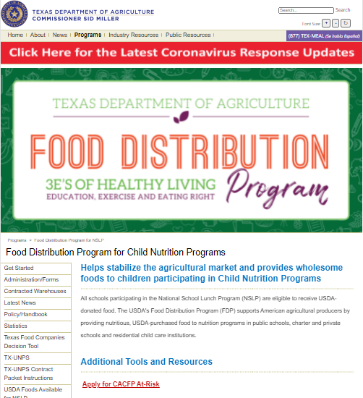 TEXAS DEPARTMENT OF AGRICULTURE
COMMISSIONER SID MILLER
Search
Home | About | News | Programs | Industry Resources | Public Resources |
(877) TEX-MEAL (Se Habla Español)
Click Here for the Latest Coronavirus Response Updates
TEXAS DEPARTMENT OF AGRICULTURE
FOOD DISTRIBUTION
3E'S OF HEALTHY LIVING
EDUCATION, EXERCISE AND EATING RIGHT
Program
Programs > Food Distribution Program for NSLP
Food Distribution Program for Child Nutrition Programs
Get Started
Administration/Forms
Contracted Warehouses
Latest News
Policy/Handbook
Statistics
Texas Food Companies
Decision Tool
TX-UNPS
TX-UNPS Contract
Packet Instructions
USDA Foods Available
Helps stabilize the agricultural market and provides wholesome
foods to children participating in Child Nutrition Programs
All schools participating in the National School Lunch Program (NSLP) are eligible to receive USDA-
donated food. The USDA's Food Distribution Program (FDP) supports American agricultural producers by
providing nutritious, USDA-purchased food to nutrition programs in public schools, charter and private
schools and residential child care institutions.
Additional Tools and Resources
Apply for CACFP At-Risk